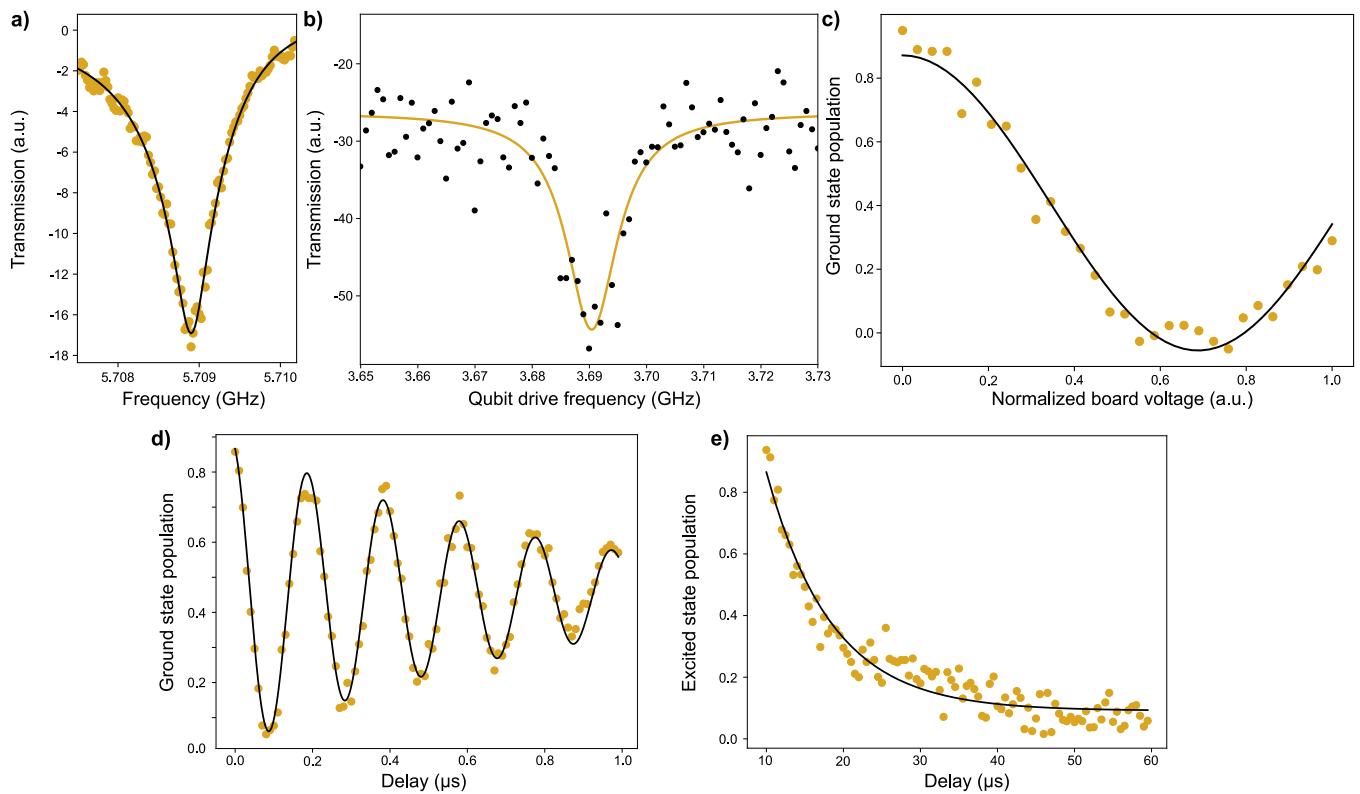 a)
0
-2
-4
-6
-8
-10
-12
-14
-16
-18
Transmission (a.u.)
5.708 5.709 5.710
Frequency (GHz)
b)
-20
-30
-40
-50
Transmission (a.u.)
3.65 3.66 3.67 3.68 3.69 3.70 3.71 3.72 3.73
Qubit drive frequency (GHz)
c)
0.8
0.6
0.4
0.2
0.0
Ground state population
0.0 0.2 0.4 0.6 0.8 1.0
Normalized board voltage (a.u.)
d)
0.8
0.6
0.4
0.2
0.0
Ground state population
0.0 0.2 0.4 0.6 0.8 1.0
Delay (µs)
e)
0.8
0.6
0.4
0.2
0.0
Excited state population
10 20 30 40 50 60
Delay (µs)